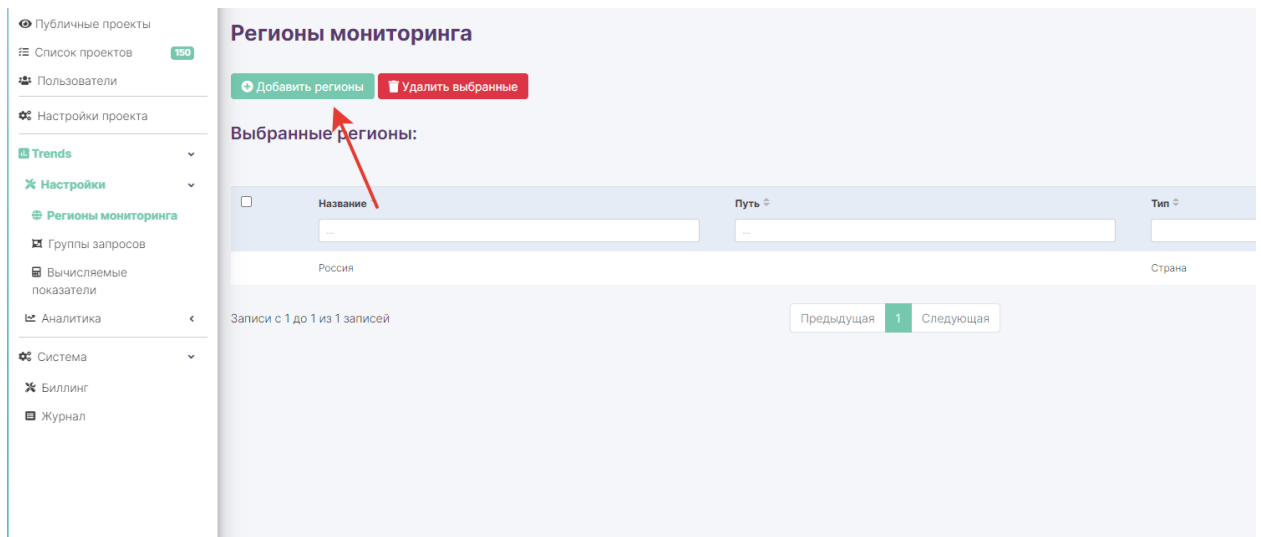 Публичные проекты
Список проектов 150
Пользователи
Настройки проекта
Trends
Настройки
Регионы мониторинга
Группы запросов
Вычисляемые
показатели
Аналитика
Система
Биллинг
Журнал
Регионы мониторинга
Добавить регионы Удалить выбранные
Выбранные регионы:
Название Путь Тип
... ...
Россия Страна
Записи с 1 до 1 из 1 записей
Предыдущая 1 Следующая